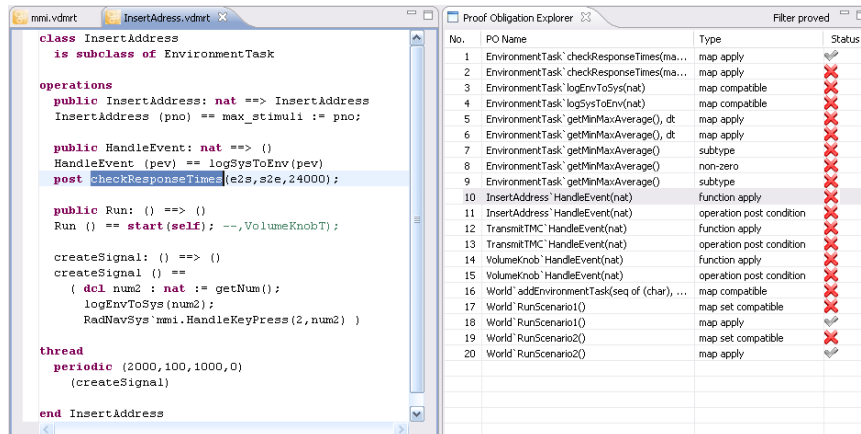 mmi.vdmrt
InsertAdress.vdmrt
class InsertAddress
is subclass of EnvironmentTask
operations
public InsertAddress: nat ==> InsertAddress
InsertAddress (pno) == max_stimuli := pno;
public HandleEvent: nat ==> ()
HandleEvent (pev) == logSysToEnv(pev)
post checkResponseTimes(e2s,s2e,24000);
public Run: () ==> ()
Run () == start(self); --,VolumeKnobT);
createSignal: () ==> ()
createSignal () ==
( dcl num2 : nat := getNum();
logEnvToSys(num2);
RadNavSys`mmi.HandleKeyPress(2,num2) )
thread
periodic (2000,100,1000,0)
(createSignal)
end InsertAddress
Proof Obligation Explorer
Filter proved
No. PO Name Type Status
1 EnvironmentTask`checkResponseTimes(ma... map apply
2 EnvironmentTask`checkResponseTimes(ma... map apply
3 EnvironmentTask`logEnvToSys(nat) map compatible
4 EnvironmentTask`logSysToEnv(nat) map compatible
5 EnvironmentTask`getMinMaxAverage(), dt map apply
6 EnvironmentTask`getMinMaxAverage(), dt map apply
7 EnvironmentTask`getMinMaxAverage() subtype
8 EnvironmentTask`getMinMaxAverage() non-zero
9 EnvironmentTask`getMinMaxAverage() subtype
10 InsertAddress`HandleEvent(nat) function apply
11 InsertAddress`HandleEvent(nat) operation post condition
12 TransmitTMC`HandleEvent(nat) function apply
13 TransmitTMC`HandleEvent(nat) operation post condition
14 VolumeKnob`HandleEvent(nat) function apply
15 VolumeKnob`HandleEvent(nat) operation post condition
16 World`addEnvironmentTask(seq of (char), ... map compatible
17 World`RunScenario1() map set compatible
18 World`RunScenario1() map apply
19 World`RunScenario2() map set compatible
20 World`RunScenario2() map apply